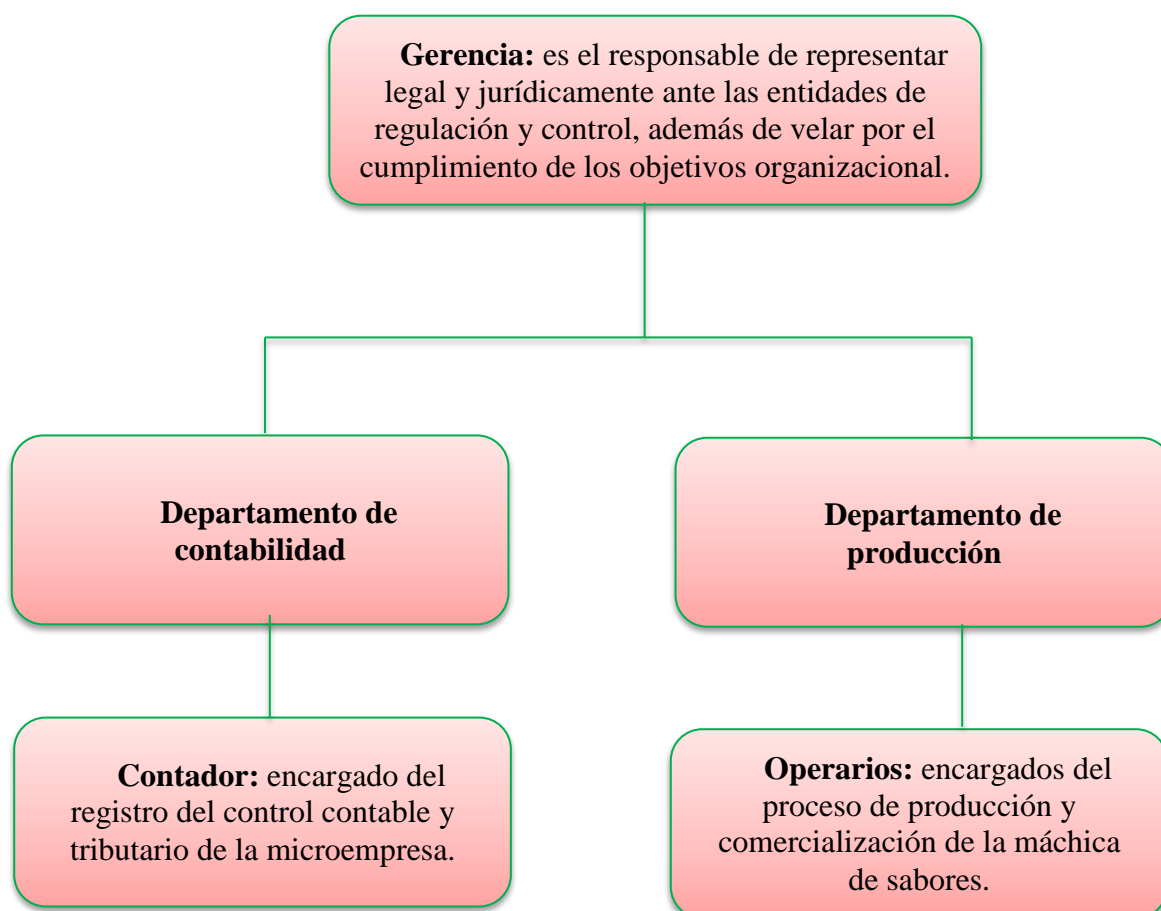 Gerencia: es el responsable de representar
legal y jurídicamente ante las entidades de
regulación y control, además de velar por el
cumplimiento de los objetivos organizacional.
Departamento de
contabilidad
Departamento de
producción
Contador: encargado del
registro del control contable y
tributario de la microempresa.
Operarios: encargados del
proceso de producción y
comercialización de la máchica
de sabores.